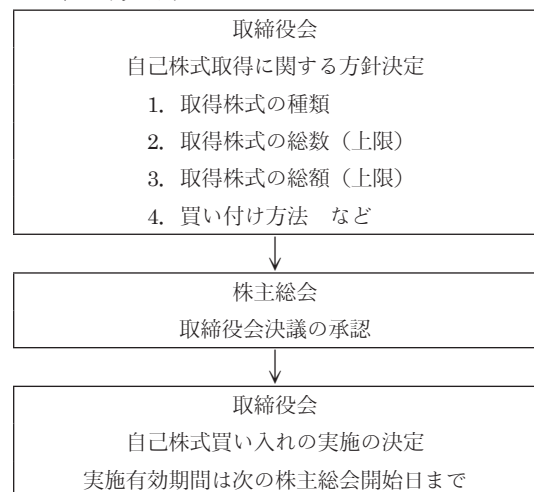 取締役会
自己株式取得に関する方針決定
1. 取得株式の種類
2. 取得株式の総数（上限）
3. 取得株式の総額（上限）
4. 買い付け方法　など
株主総会
取締役会決議の承認
取締役会
自己株式買い入れの実施の決定
実施有効期間は次の株主総会開始日まで